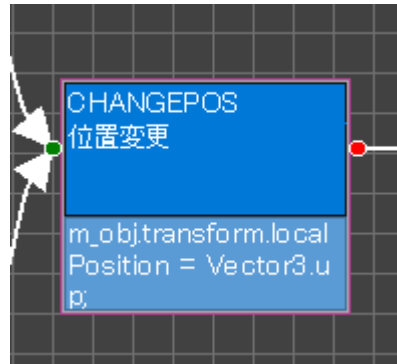 CHANGEPOS
位置変更
m_obj.transform.local
Position = Vector3.u
p;